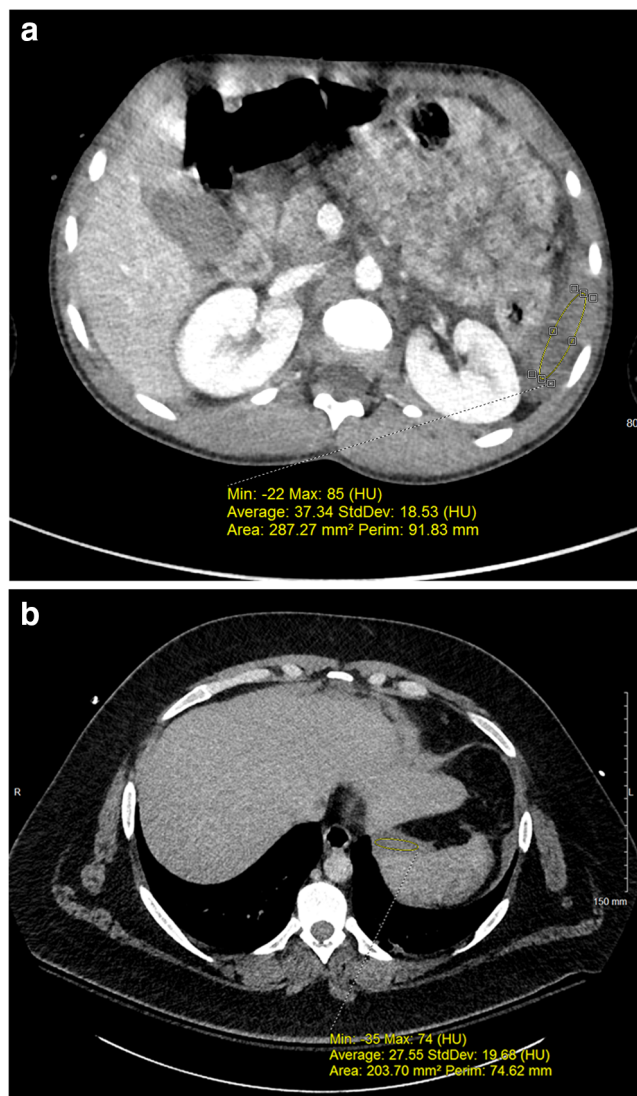 a
80
Min: -22 Max: 85 (HU)
Average: 37.34 StdDev: 18.53 (HU)
Area: 287.27 mm² Perim: 91.83 mm
b
R
L
150 mm
Min: -35 Max: 74 (HU)
Average: 27.55 StdDev: 19.68 (HU)
Area: 203.70 mm² Perim: 74.62 mm